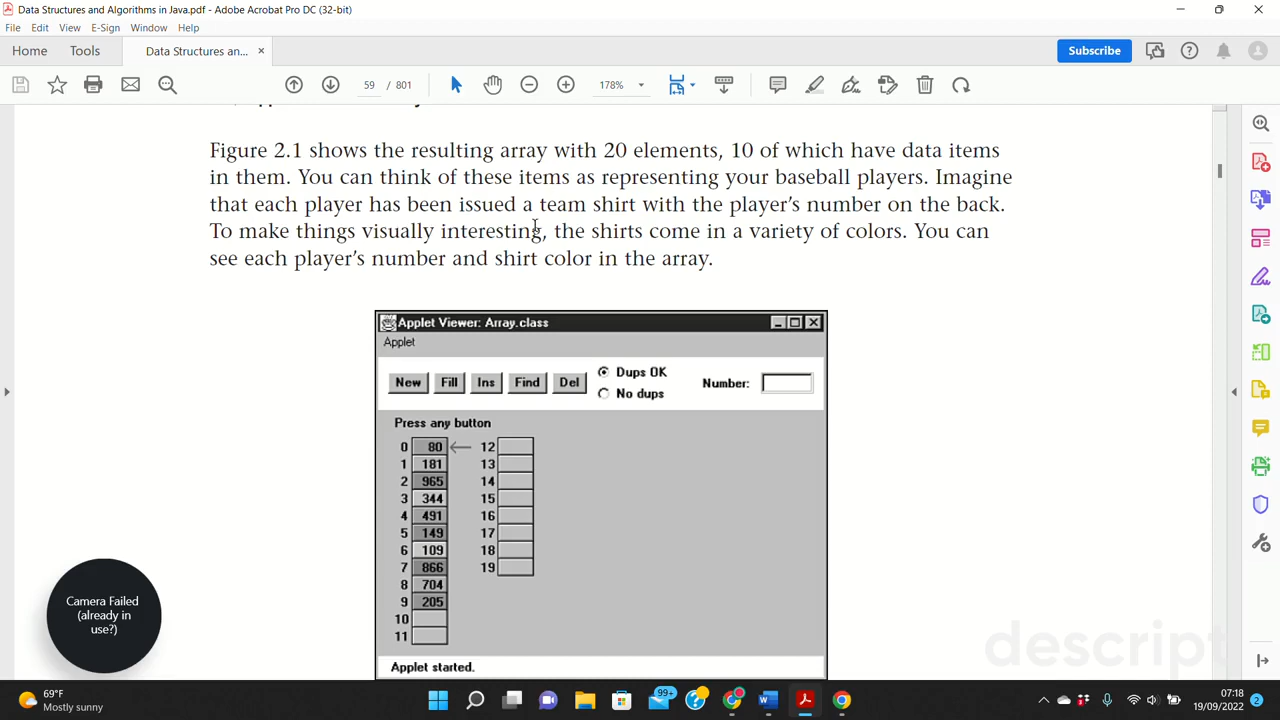 Data Structures and Algorithms in Java.pdf - Adobe Acrobat Pro DC (32-bit)
File Edit View E-Sign Window Help
Home Tools Data Structures an... × Subscribe
59 / 801 178%
Figure 2.1 shows the resulting array with 20 elements, 10 of which have data items
in them. You can think of these items as representing your baseball players. Imagine
that each player has been issued a team shirt with the player's number on the back.
To make things visually interesting, the shirts come in a variety of colors. You can
see each player's number and shirt color in the array.
Applet Viewer: Array.class
Applet
New Fill Ins Find Del Dups OK No dups Number:
Press any button
0 80 12
1 181 13
2 965 14
3 344 15
4 491 16
5 149 17
6 109 18
7 866 19
8 704
9 205
10
11
Applet started.
Camera Failed
(already in
use?)
descript
69°F
Mostly sunny
99+
07:18
19/09/2022
2